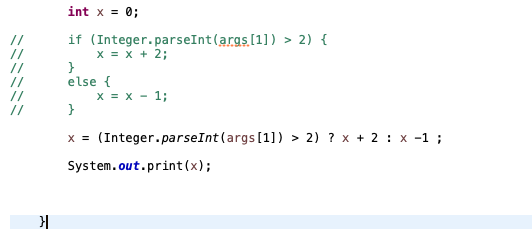 int x = 0;
// if (Integer.parseInt(args[1]) > 2) {
// x = x + 2;
// }
// else {
// x = x - 1;
// }
x = (Integer.parseInt(args[1]) > 2) ? x + 2 : x -1 ;
System.out.print(x);
}